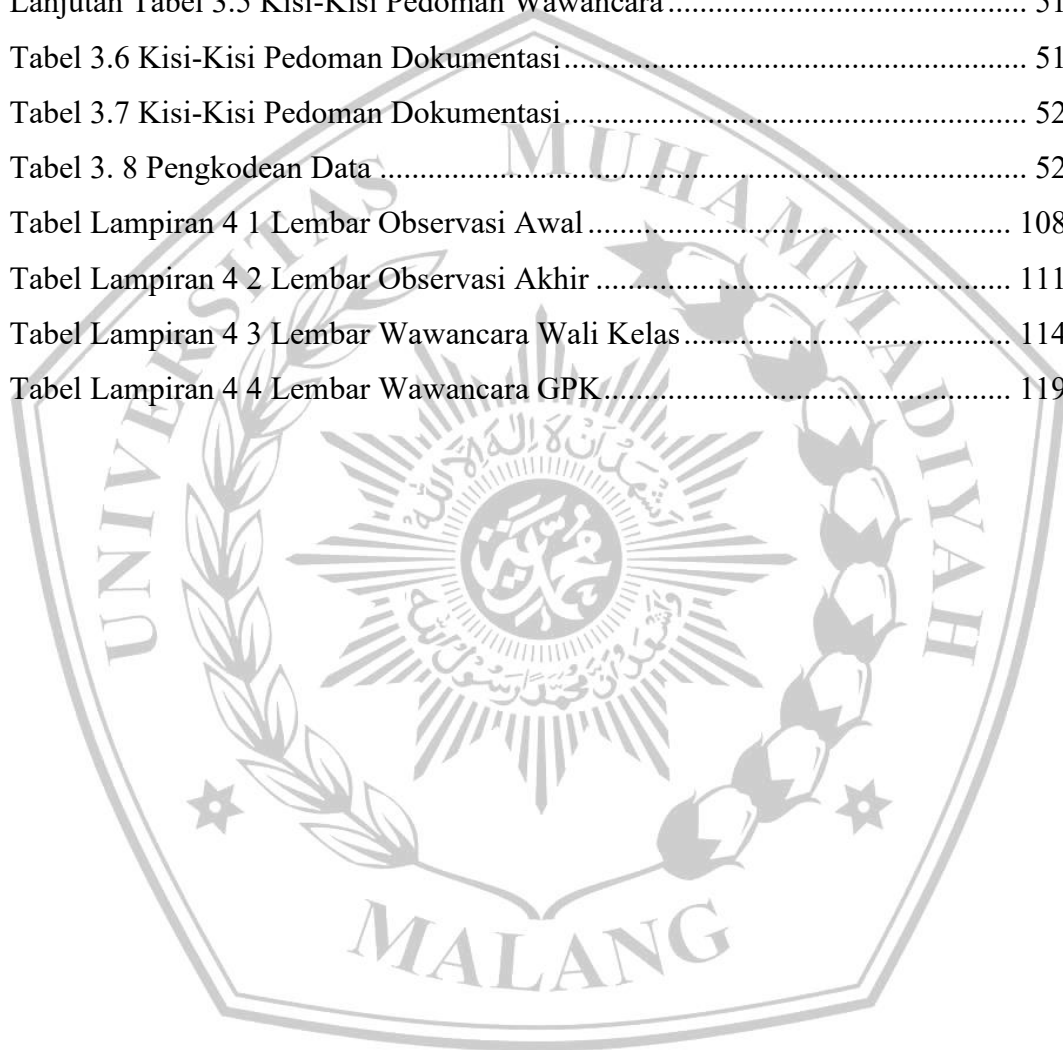 Lanjutan Tabel 3.5 Kisi-Kisi Pedoman Wawancara............................................ 51
Tabel 3.6 Kisi-Kisi Pedoman Dokumentasi......................................................... 51
Tabel 3.7 Kisi-Kisi Pedoman Dokumentasi......................................................... 52
Tabel 3. 8 Pengkodean Data ............................................................................... 52
Tabel Lampiran 4 1 Lembar Observasi Awal.................................................... 108
Tabel Lampiran 4 2 Lembar Observasi Akhir ................................................... 111
Tabel Lampiran 4 3 Lembar Wawancara Wali Kelas........................................ 114
Tabel Lampiran 4 4 Lembar Wawancara GPK.................................................. 119
UNIVERSITAS MUHAMMADIYAH
MALANG